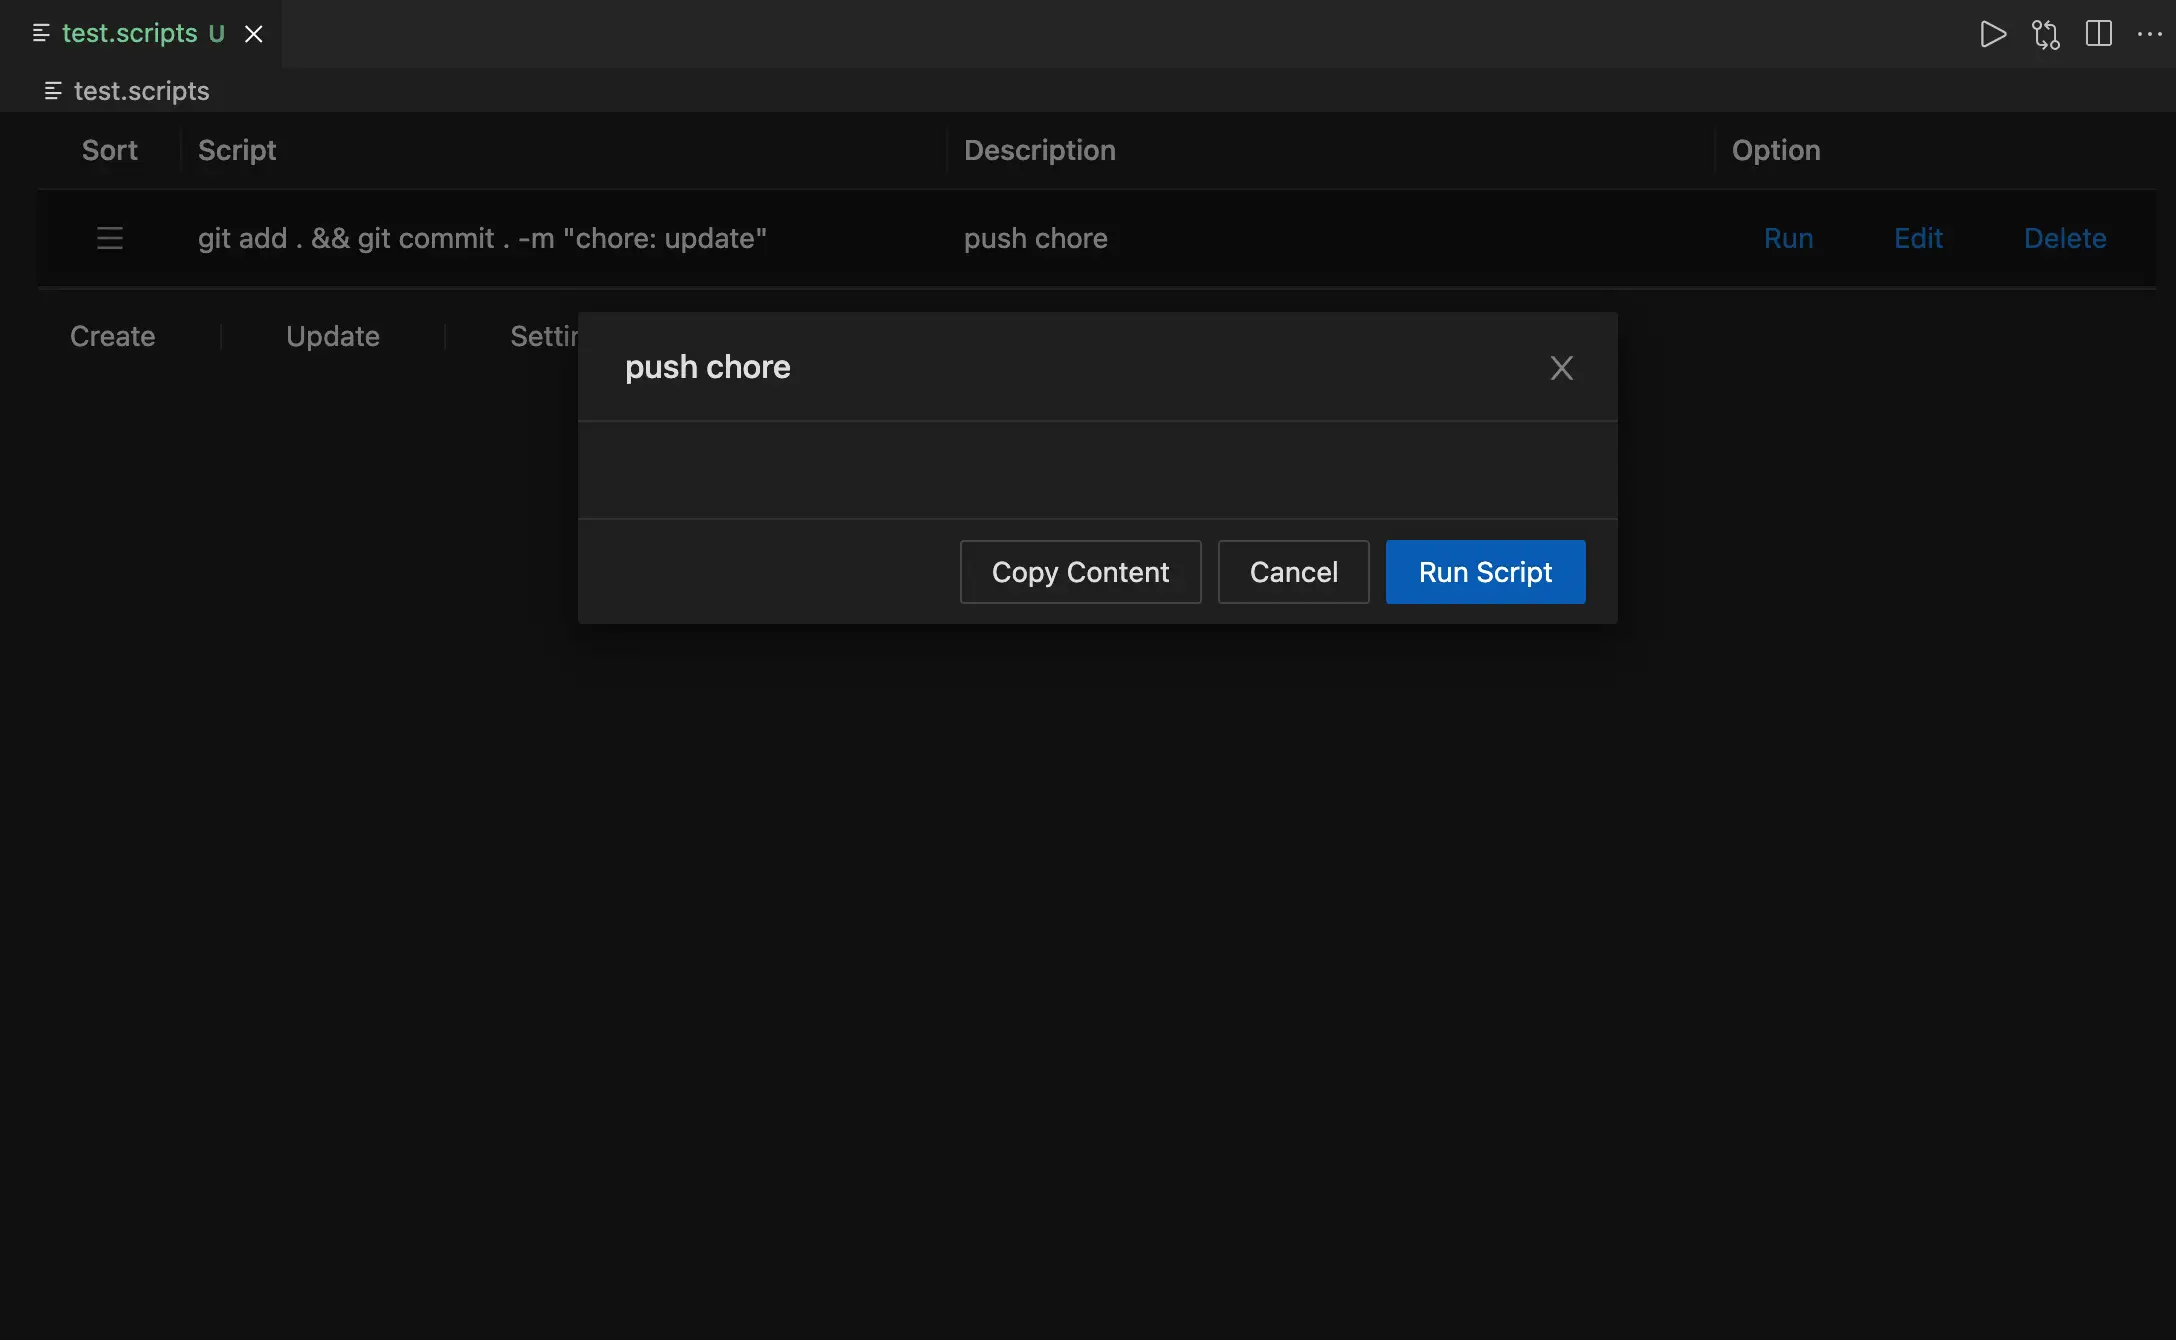 test.scripts U
test.scripts
Sort Script Description Option
git add . && git commit . -m "chore: update" push chore Run Edit Delete
Create Update Settin
push chore
Copy Content Cancel Run Script